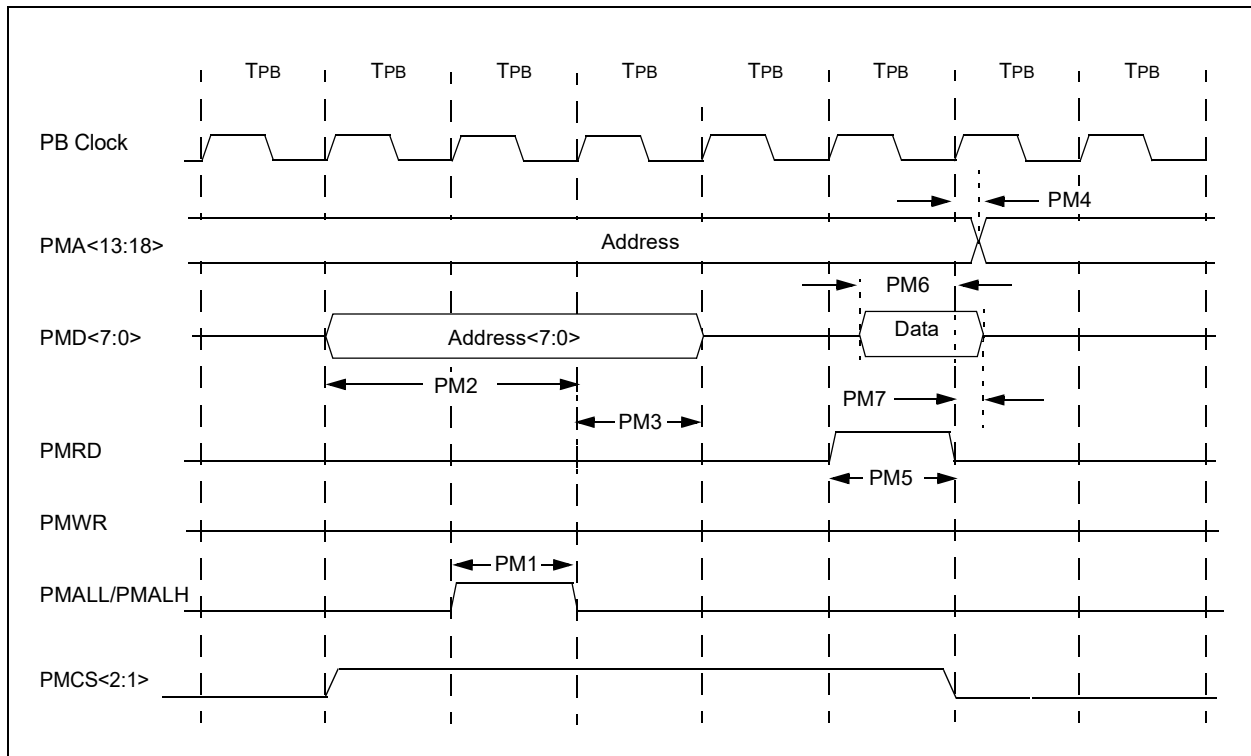 TPB TPB TPB TPB TPB TPB TPB TPB
PB Clock
PM4
PMA<13:18>
Address
PM6
PMD<7:0>
Address<7:0>
Data
PM2
PM7
PM3
PMRD
PM5
PMWR
PM1
PMALL/PMALH
PMCS<2:1>